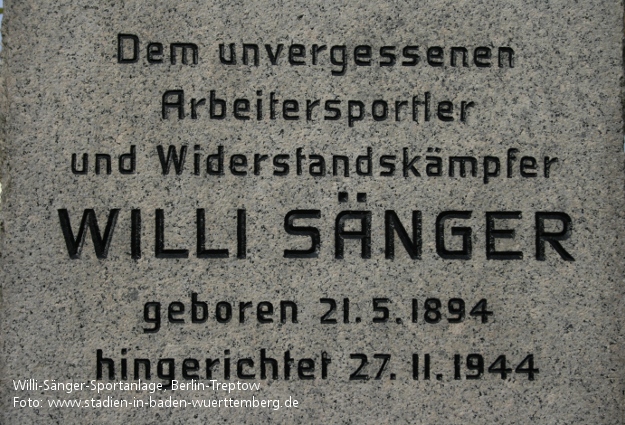 Dem unvergessenen
Arbeitersportler
und Widerstandskämpfer
WILLI SÄNGER
geboren 21.5.1894
hingerichtet 27.11.1944
Willi-Sänger-Sportanlage, Berlin-Treptow
Foto: www.stadien-in-baden-wuerttemberg.de